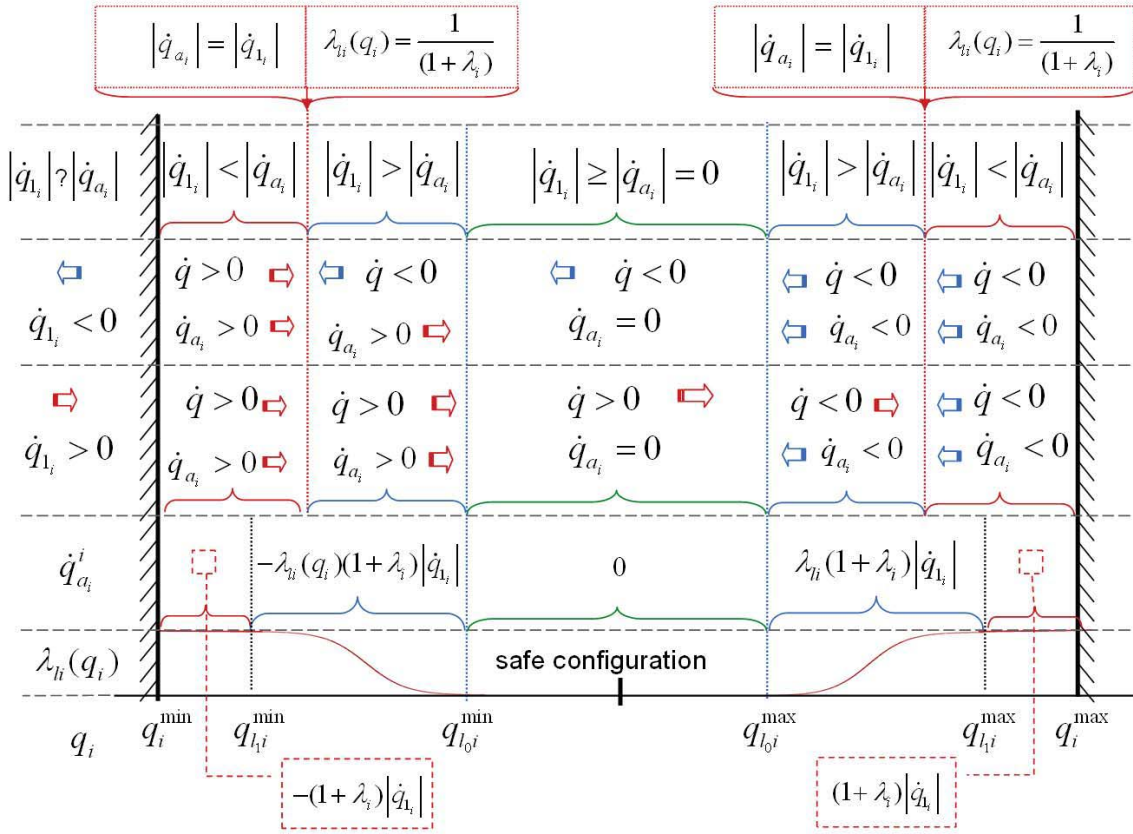 |q̇_{a_i}| = |q̇_{1_i}| λ_{li}(q_i) = 1/(1+λ_i) |q̇_{a_i}| = |q̇_{1_i}| λ_{li}(q_i) = 1/(1+λ_i)
|q̇_{1_i}| ? |q̇_{a_i}| |q̇_{1_i}| < |q̇_{a_i}| |q̇_{1_i}| > |q̇_{a_i}| |q̇_{1_i}| ≥ |q̇_{a_i}| = 0 |q̇_{1_i}| > |q̇_{a_i}| |q̇_{1_i}| < |q̇_{a_i}|
q̇ > 0 q̇ < 0 q̇ < 0 q̇ < 0 q̇ < 0
q̇_{1_i} < 0 q̇_{a_i} > 0 q̇_{a_i} > 0 q̇_{a_i} = 0 q̇_{a_i} < 0 q̇_{a_i} < 0
q̇ > 0 q̇ > 0 q̇ > 0 q̇ < 0 q̇ < 0
q̇_{1_i} > 0 q̇_{a_i} > 0 q̇_{a_i} > 0 q̇_{a_i} = 0 q̇_{a_i} < 0 q̇_{a_i} < 0
q̇^i_{a_i} −λ_{li}(q_i)(1+λ_i)|q̇_{1_i}| 0 λ_{li}(1+λ_i)|q̇_{1_i}|
λ_{li}(q_i) safe configuration
q_i q_i^{min} q_{l_1i}^{min} q_{l_0i}^{min} q_{l_0i}^{max} q_{l_1i}^{max} q_i^{max}
−(1+λ_i)|q̇_{1_i}| (1+λ_i)|q̇_{1_i}|